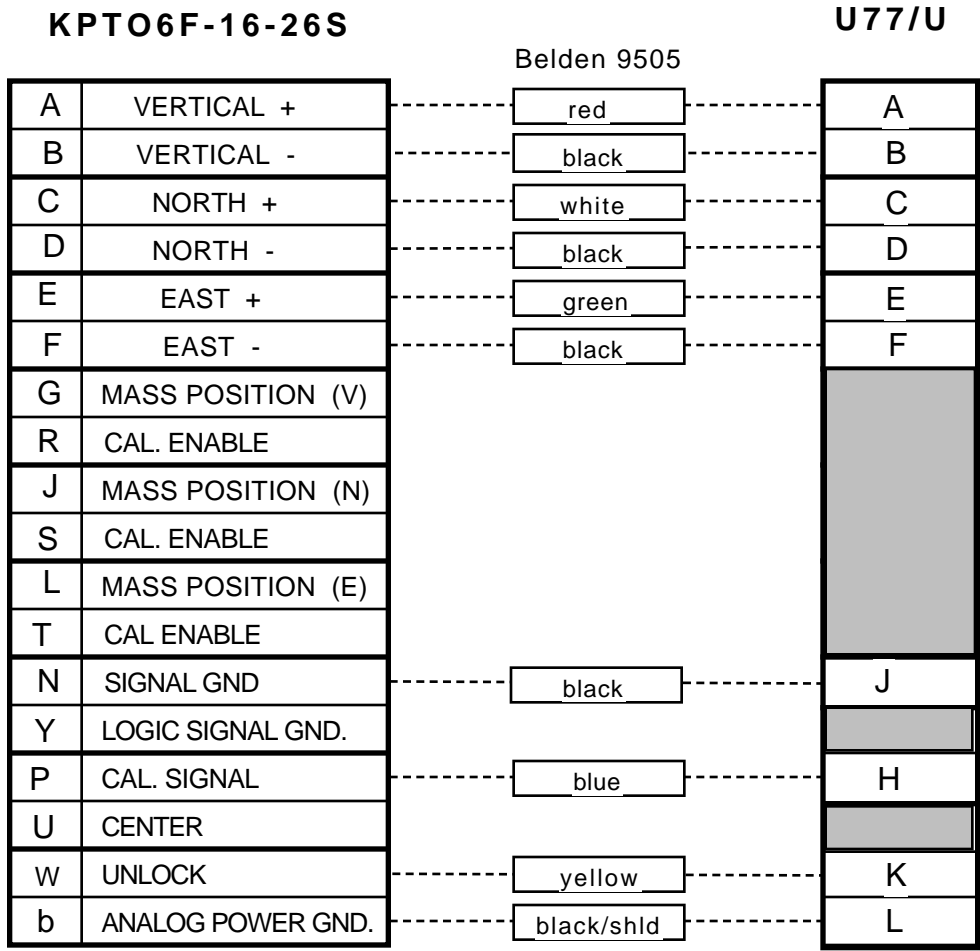 KPTO6F-16-26S U77/U
Belden 9505
A VERTICAL + red A
B VERTICAL - black B
C NORTH + white C
D NORTH - black D
E EAST + green E
F EAST - black F
G MASS POSITION (V)
R CAL. ENABLE
J MASS POSITION (N)
S CAL. ENABLE
L MASS POSITION (E)
T CAL ENABLE
N SIGNAL GND black J
Y LOGIC SIGNAL GND.
P CAL. SIGNAL blue H
U CENTER
w UNLOCK yellow K
b ANALOG POWER GND. black/shld L